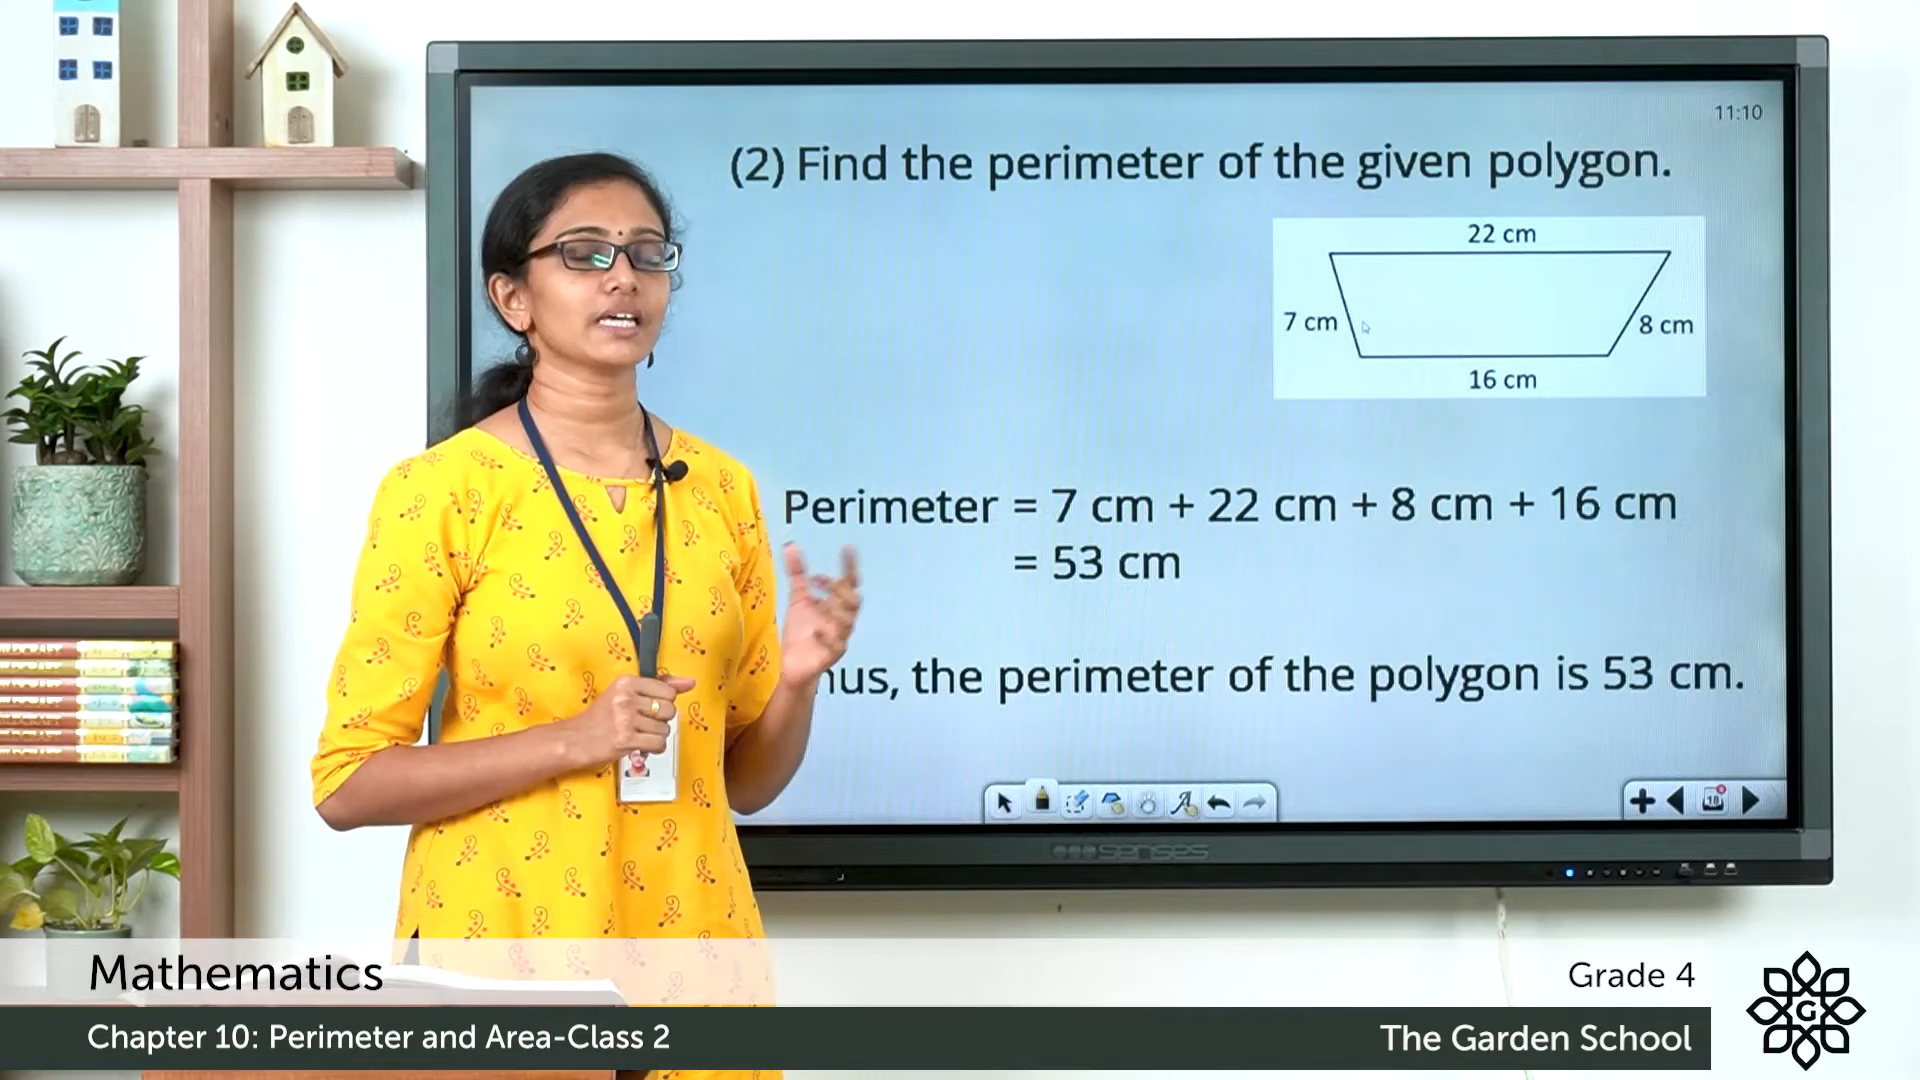 11:10
(2) Find the perimeter of the given polygon.
22 cm
7 cm
8 cm
16 cm
Perimeter = 7 cm + 22 cm + 8 cm + 16 cm
= 53 cm
hus, the perimeter of the polygon is 53 cm.
18
senses
Mathematics
Grade 4
Chapter 10: Perimeter and Area-Class 2
The Garden School
G